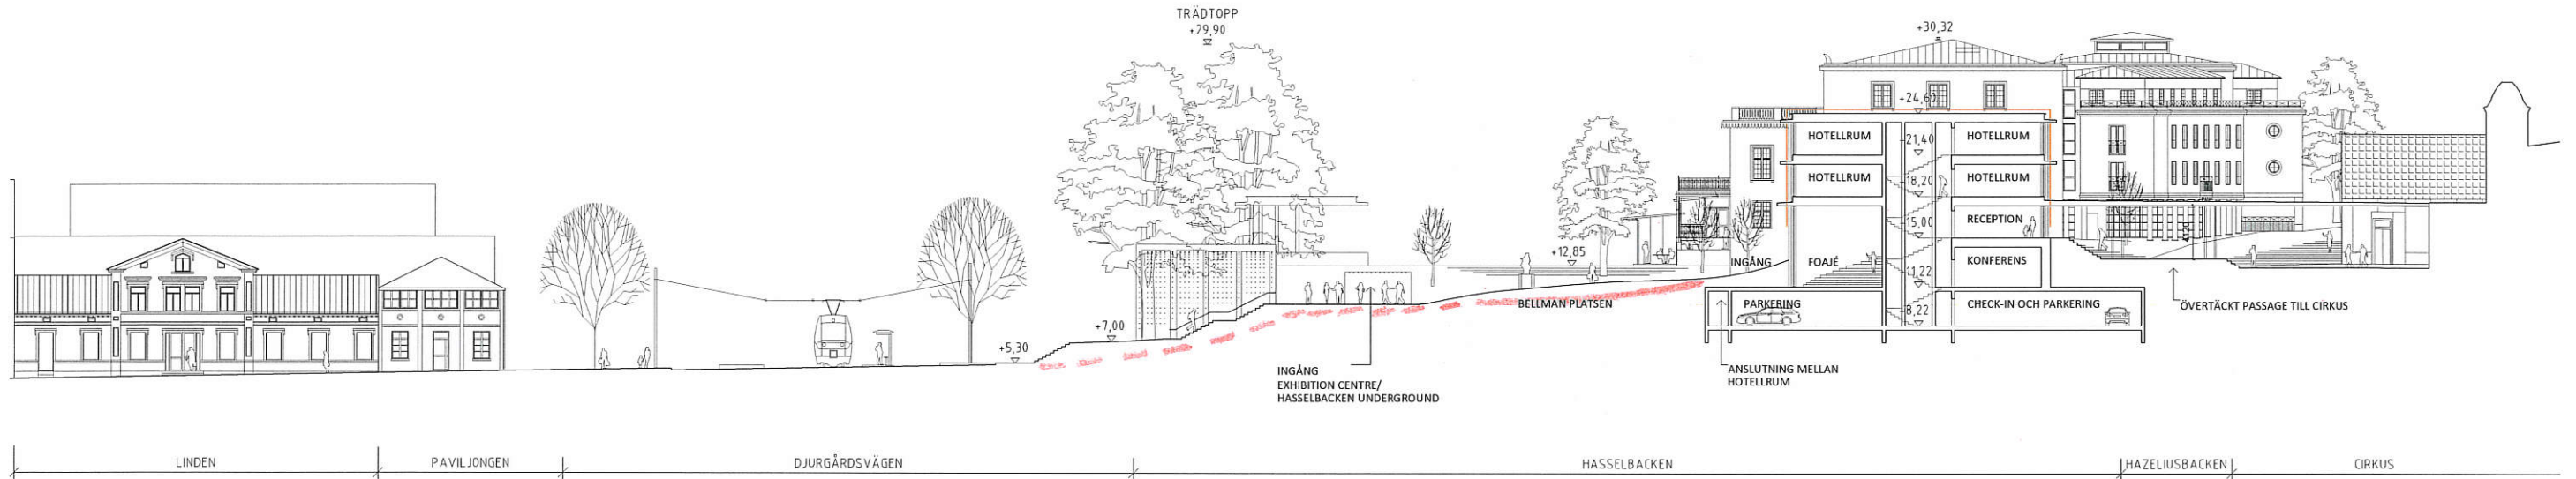 TRÄDTOPP
+29,90
+30,32
+24,60
HOTELLRUM
21,40
HOTELLRUM
HOTELLRUM
18,20
HOTELLRUM
15,00
RECEPTION
+12,85
INGÅNG
FOAJÉ
11,22
KONFERENS
+7,00
+5,30
BELLMAN PLATSEN
PARKERING
8,22
CHECK-IN OCH PARKERING
ÖVERTÄCKT PASSAGE TILL CIRKUS
INGÅNG
EXHIBITION CENTRE/
HASSELBACKEN UNDERGROUND
ANSLUTNING MELLAN
HOTELLRUM
LINDEN
PAVILJONGEN
DJURGÅRDSVÄGEN
HASSELBACKEN
HAZELIUSBACKEN
CIRKUS